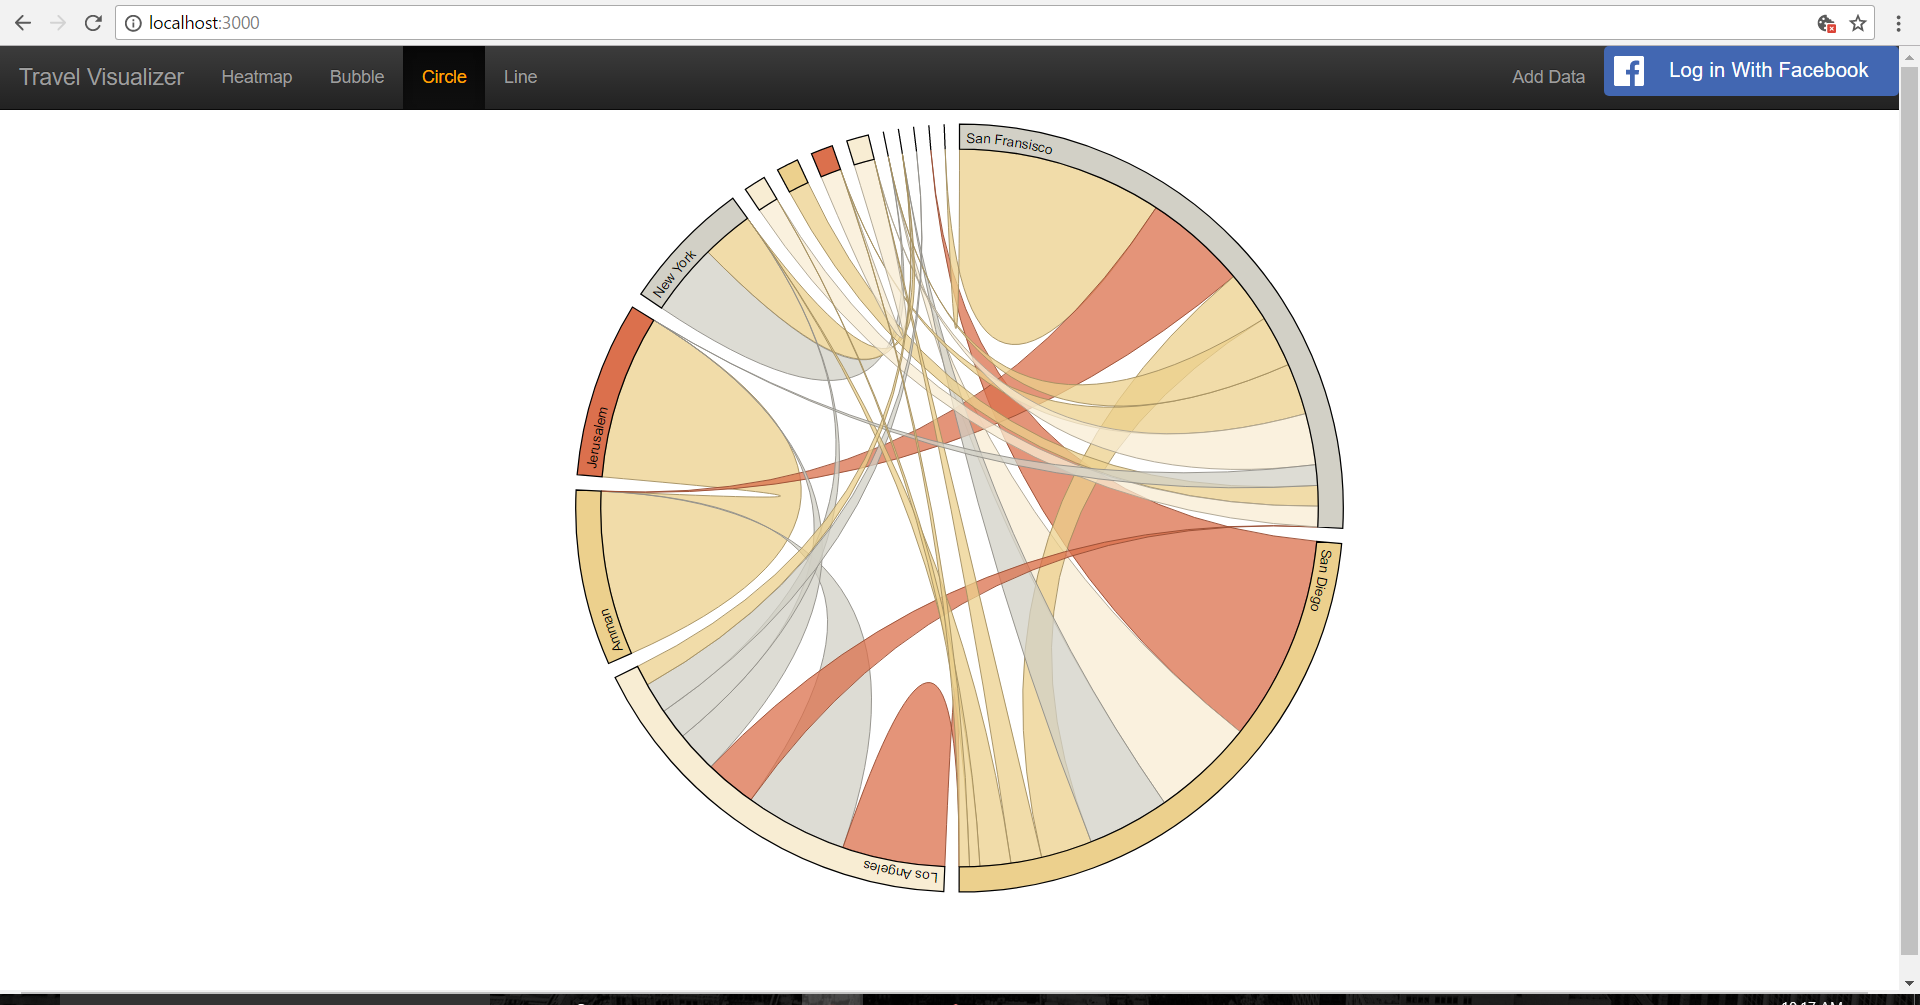 localhost:3000
Travel Visualizer Heatmap Bubble Circle Line Add Data Log in With Facebook
San Fransisco
New York
Jerusalem
San Diego
Amman
Los Angeles